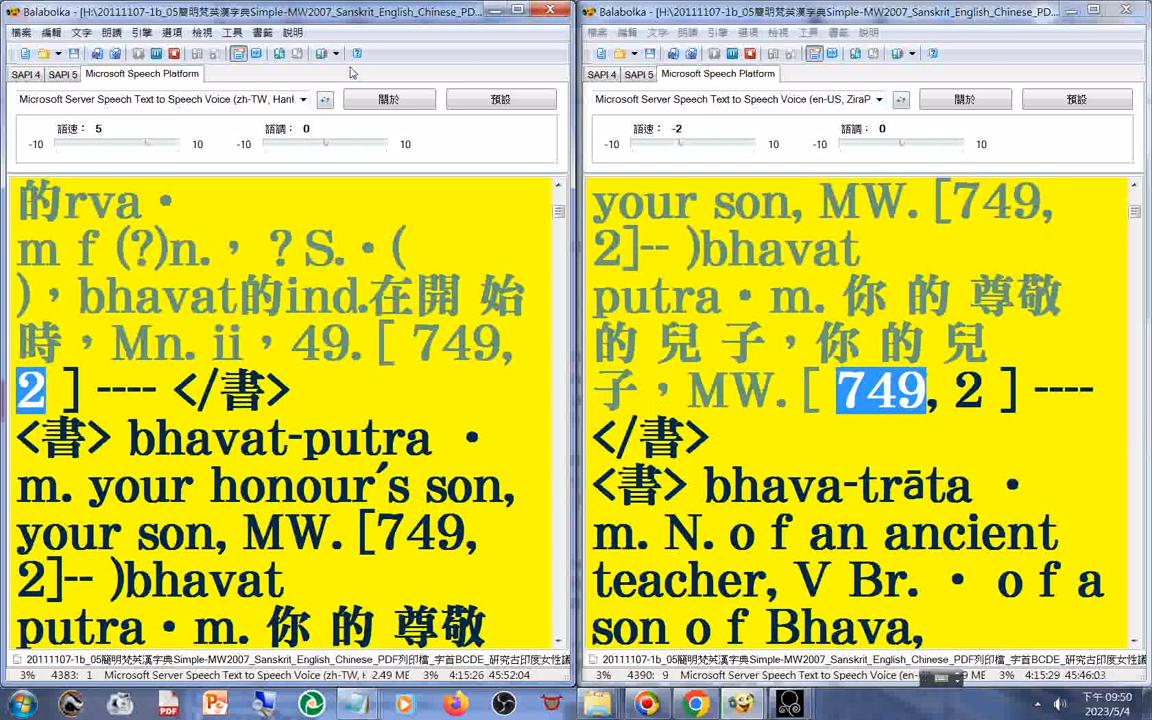 Balabolka - [H:\20111107-1b_05簡明梵英漢字典Simple-MW2007_Sanskrit_English_Chinese_PD...
檔案 編輯 文字 朗讀 引擎 選項 檢視 工具 書籤 說明
SAPI 4 SAPI 5 Microsoft Speech Platform
Microsoft Server Speech Text to Speech Voice (zh-TW, Hanl 關於 預設
語速： 5 語調： 0
-10 10 -10 10
的rva・
m f (?)n.，？S.・(
)，bhavat的ind.在開 始
時，Mn. ii，49. [ 749,
2 ] ---- </書>
<書> bhavat-putra ・
m. your honour's son,
your son, MW. [749,
2]-- )bhavat
putra・m. 你 的 尊敬
20111107-1b_05簡明梵英漢字典Simple-MW2007_Sanskrit_English_Chinese_PDF列印檔_字首BCDE_研究古印度女性議
3% 4383: 1 Microsoft Server Speech Text to Speech Voice (zh-TW, H 2.49 ME 3% 4:15:26 45:52:04
Balabolka - [H:\20111107-1b_05簡明梵英漢字典Simple-MW2007_Sanskrit_English_Chinese_PD...
檔案 編輯 文字 朗讀 引擎 選項 檢視 工具 書籤 說明
SAPI 4 SAPI 5 Microsoft Speech Platform
Microsoft Server Speech Text to Speech Voice (en-US, ZiraP 關於 預設
語速： -2 語調： 0
-10 10 -10 10
your son, MW. [749,
2]-- )bhavat
putra・m. 你 的 尊敬
的 兒 子，你 的 兒
子，MW. [ 749, 2 ] ----
</書>
<書> bhava-trāta ・
m. N. o f an ancient
teacher, V Br. ・ o f a
son o f Bhava,
20111107-1b_05簡明梵英漢字典Simple-MW2007_Sanskrit_English_Chinese_PDF列印檔_字首BCDE_研究古印度女性議
3% 4390: 9 Microsoft Server Speech Text to Speech Voice (en- ME 3% 4:15:29 45:46:03
下午 09:50
2023/5/4